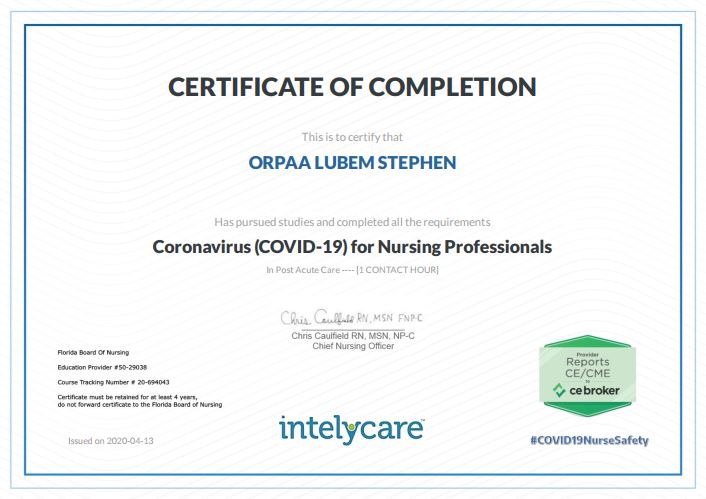 CERTIFICATE OF COMPLETION
This is to certify that
ORPAA LUBEM STEPHEN
Has pursued studies and completed all the requirements
Coronavirus (COVID-19) for Nursing Professionals
In Post Acute Care ---- [1 CONTACT HOUR]
Chris Caulfield RN, MSN FNP-C
Chris Caulfield RN, MSN, NP-C
Chief Nursing Officer
Florida Board Of Nursing
Education Provider #50-29038
Course Tracking Number # 20-694043
Certificate must be retained for at least 4 years,
do not forward certificate to the Florida Board of Nursing
Issued on 2020-04-13
intelycare™
Provider
Reports
CE/CME
to
cebroker
#COVID19NurseSafety